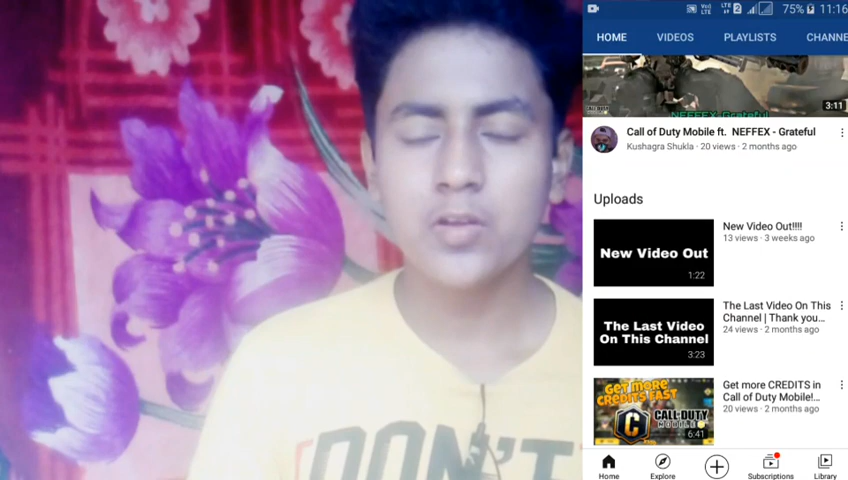 DON'T
VoI
LTE
LTE
2
75%
11:16
HOME
VIDEOS
PLAYLISTS
CHANNE
NEFFEX - Grateful
3:11
Call of Duty Mobile ft. NEFFEX - Grateful
Kushagra Shukla · 20 views · 2 months ago
Uploads
New Video Out
1:22
New Video Out!!!!
13 views · 3 weeks ago
The Last Video
On This Channel
3:23
The Last Video On This
Channel | Thank you...
24 views · 2 months ago
GET MORE
CREDITS FAST
CALL·DUTY
MOBILE
6:41
Get more CREDITS in
Call of Duty Mobile!...
20 views · 2 months ago
Home
Explore
Subscriptions
Library